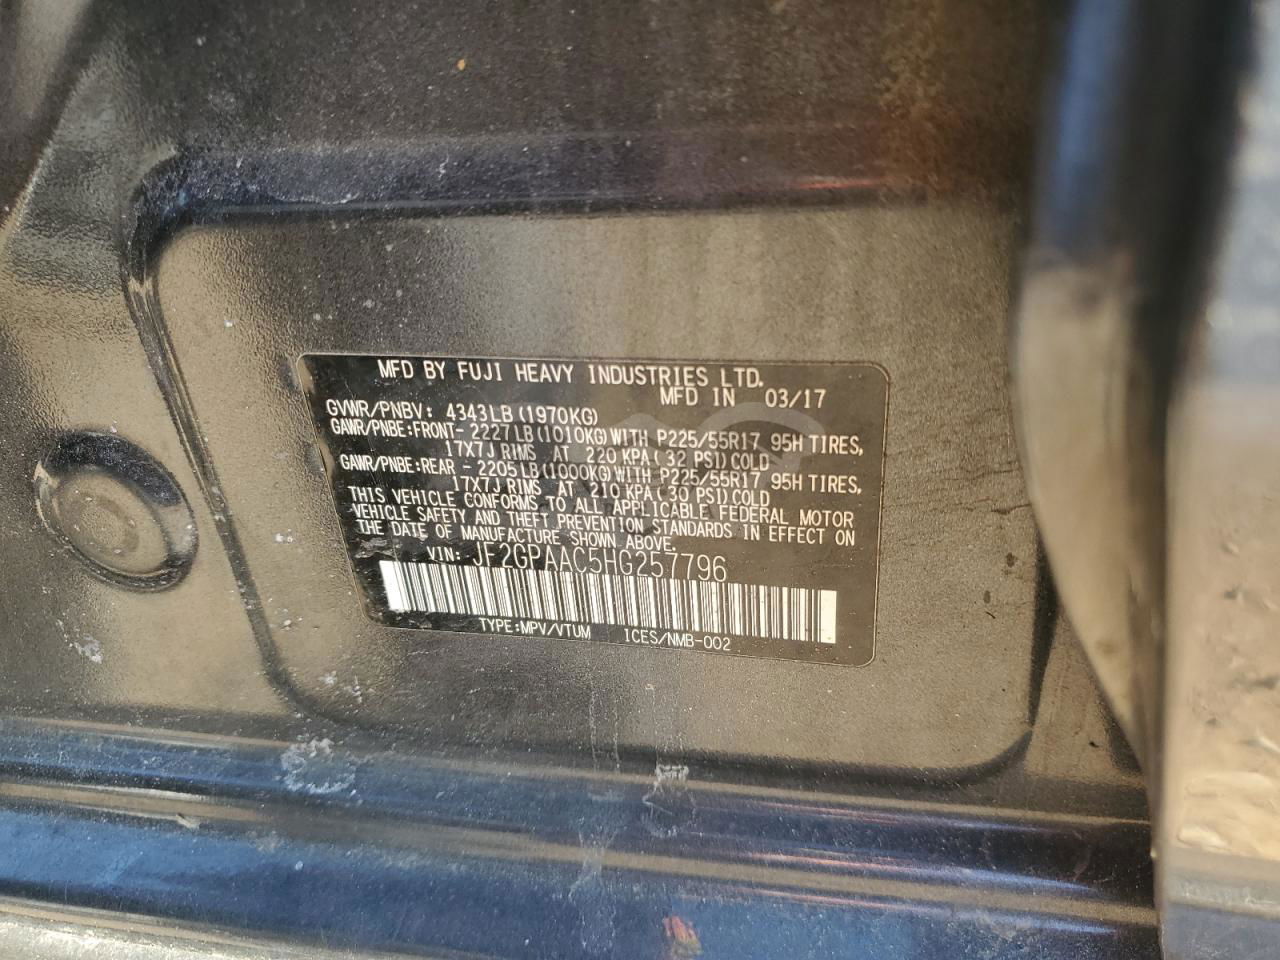 MFD BY FUJI HEAVY INDUSTRIES LTD.
MFD IN 03/17
GVWR/PNBV: 4343LB(1970KG)
GAWR/PNBE:FRONT- 2227LB(1010KG)WITH P225/55R17 95H TIRES,
17X7J RIMS AT 220 KPA(32 PSI)COLD
GAWR/PNBE:REAR - 2205LB(1000KG)WITH P225/55R17 95H TIRES,
17X7J RIMS AT 210 KPA(30 PSI)COLD
THIS VEHICLE CONFORMS TO ALL APPLICABLE FEDERAL MOTOR
VEHICLE SAFETY AND THEFT PREVENTION STANDARDS IN EFFECT ON
THE DATE OF MANUFACTURE SHOWN ABOVE.
VIN: JF2GPAAC5HG257796
TYPE:MPV/VTUM ICES/NMB-002